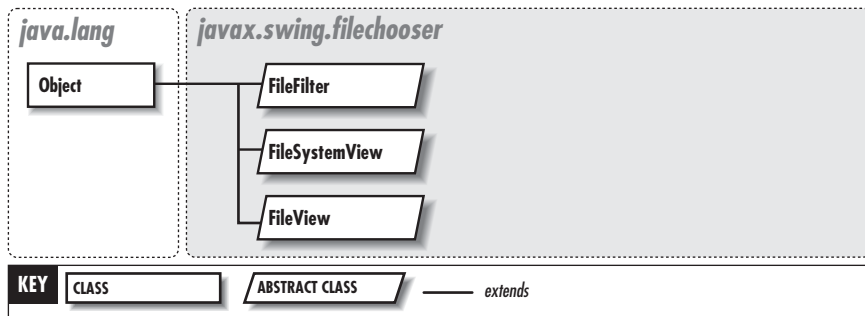 java.lang
javax.swing.filechooser
Object
FileFilter
FileSystemView
FileView
KEY
CLASS
ABSTRACT CLASS
extends